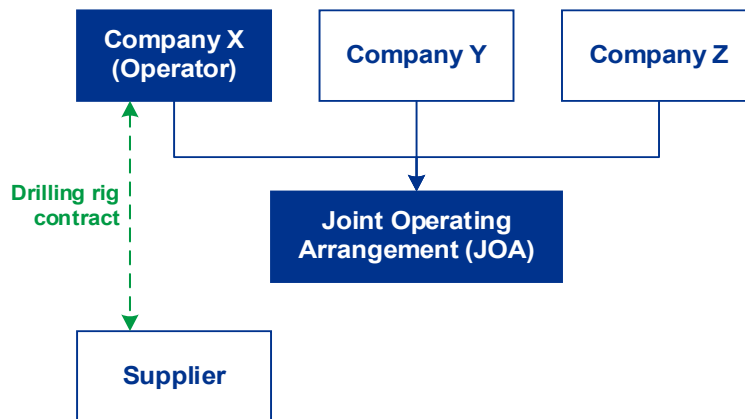 Company X
(Operator)
Company Y
Company Z
Drilling rig
contract
Joint Operating
Arrangement (JOA)
Supplier